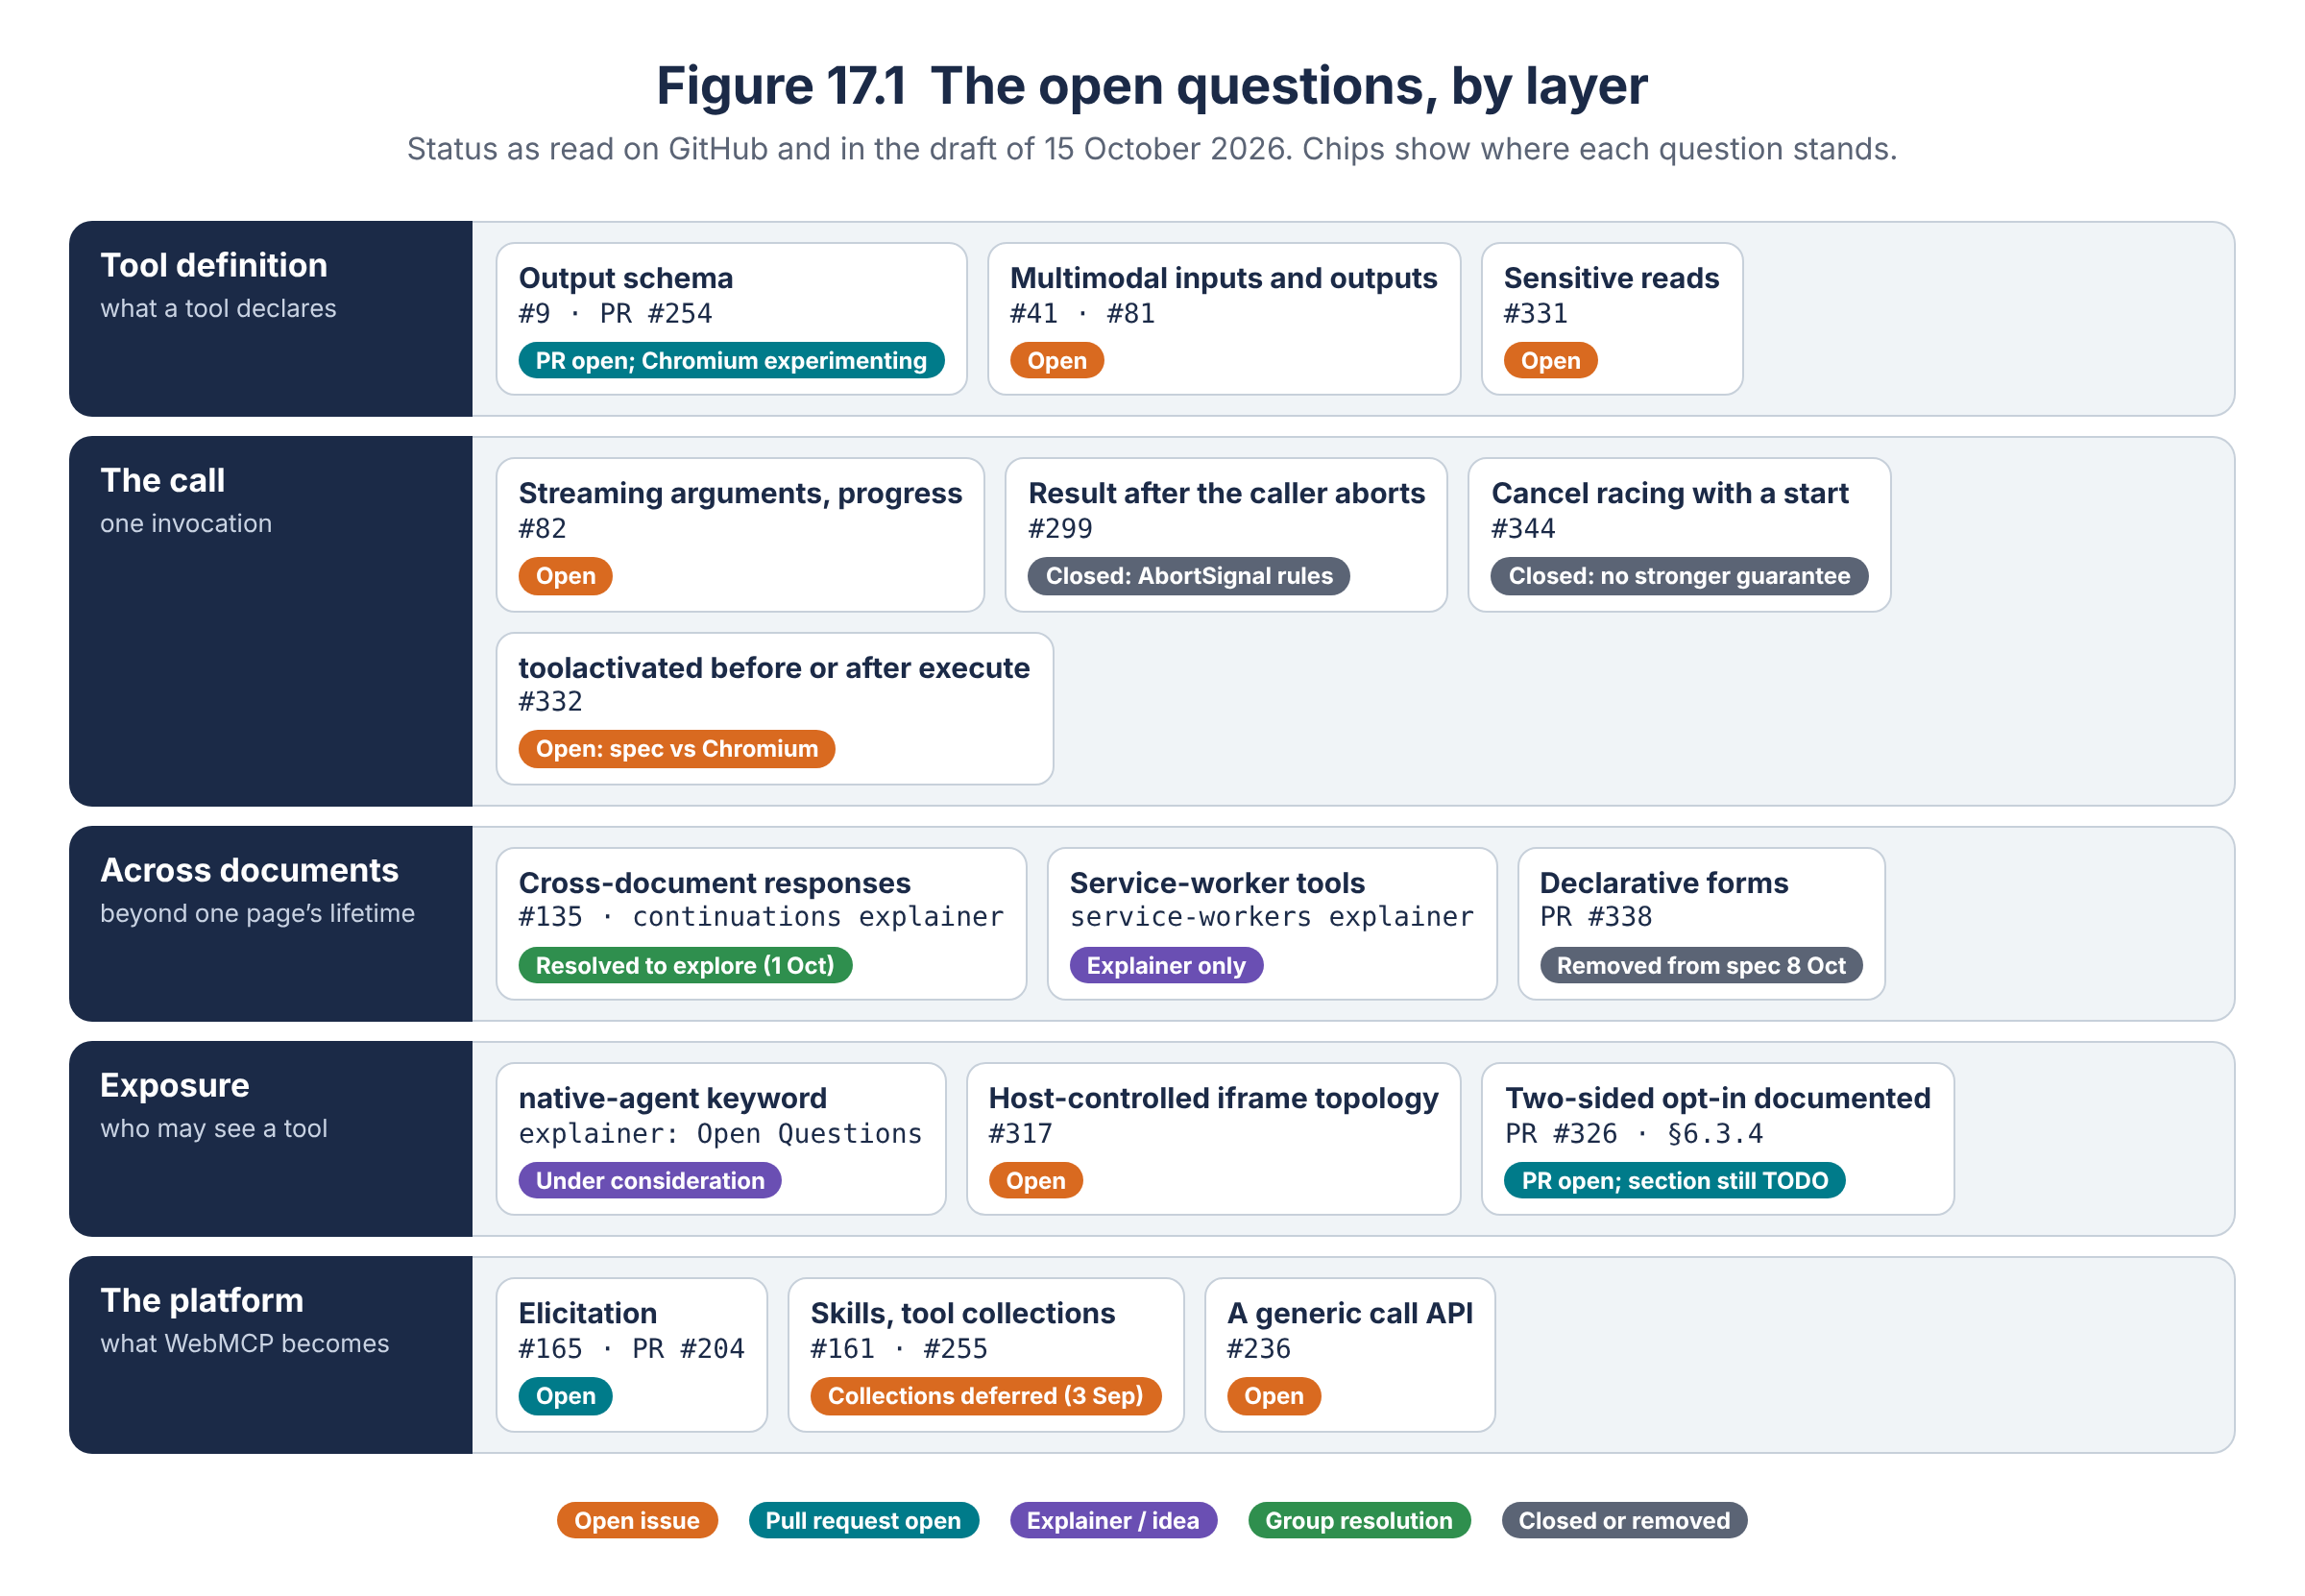 Figure 17.1 The open questions, by layer
Status as read on GitHub and in the draft of 15 October 2026. Chips show where each question stands.
Tool definition
what a tool declares
Output schema
#9 · PR #254
PR open; Chromium experimenting
Multimodal inputs and outputs
#41 · #81
Open
Sensitive reads
#331
Open
The call
one invocation
Streaming arguments, progress
#82
Open
Result after the caller aborts
#299
Closed: AbortSignal rules
Cancel racing with a start
#344
Closed: no stronger guarantee
toolactivated before or after execute
#332
Open: spec vs Chromium
Across documents
beyond one page’s lifetime
Cross-document responses
#135 · continuations explainer
Resolved to explore (1 Oct)
Service-worker tools
service-workers explainer
Explainer only
Declarative forms
PR #338
Removed from spec 8 Oct
Exposure
who may see a tool
native-agent keyword
explainer: Open Questions
Under consideration
Host-controlled iframe topology
#317
Open
Two-sided opt-in documented
PR #326 · §6.3.4
PR open; section still TODO
The platform
what WebMCP becomes
Elicitation
#165 · PR #204
Open
Skills, tool collections
#161 · #255
Collections deferred (3 Sep)
A generic call API
#236
Open
Open issue
Pull request open
Explainer / idea
Group resolution
Closed or removed